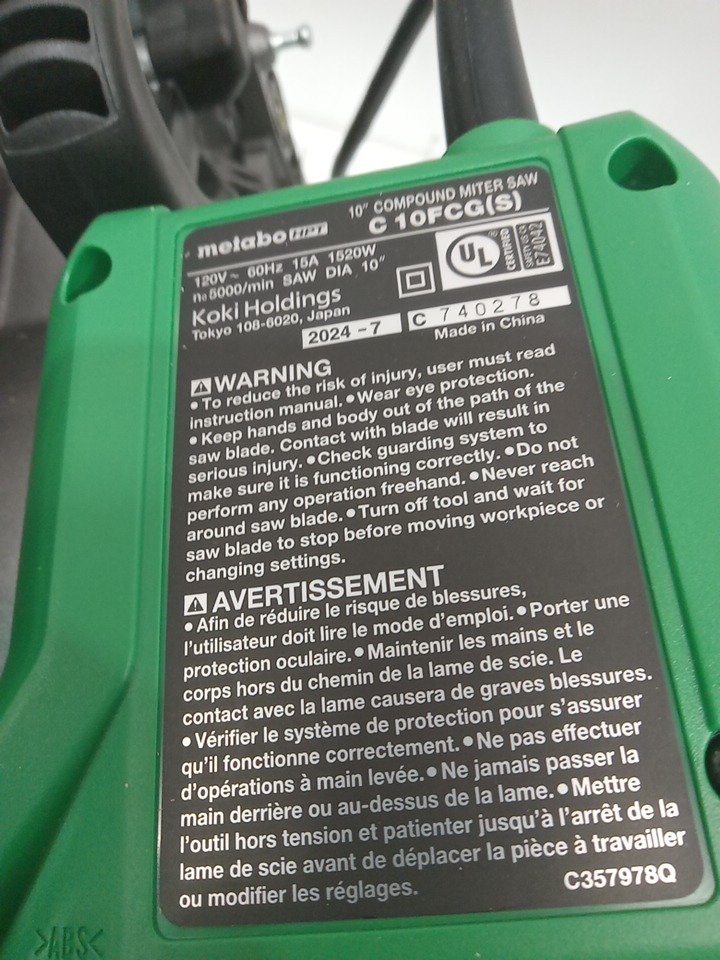 metabo HPT
10" COMPOUND MITER SAW
C 10FCG(S)
120V~ 60Hz 15A 1520W
n₀5000/min SAW DIA 10"
Koki Holdings
Tokyo 108-6020, Japan
UL
®
CERTIFIED
SAFETY US-CA
E74042
2024-7
C 740278
Made in China
WARNING
•To reduce the risk of injury, user must read
instruction manual. •Wear eye protection.
•Keep hands and body out of the path of the
saw blade. Contact with blade will result in
serious injury. •Check guarding system to
make sure it is functioning correctly. •Do not
perform any operation freehand. •Never reach
around saw blade. •Turn off tool and wait for
saw blade to stop before moving workpiece or
changing settings.
AVERTISSEMENT
•Afin de réduire le risque de blessures,
l'utilisateur doit lire le mode d'emploi. •Porter une
protection oculaire. •Maintenir les mains et le
corps hors du chemin de la lame de scie. Le
contact avec la lame causera de graves blessures.
•Vérifier le système de protection pour s'assurer
qu'il fonctionne correctement. •Ne pas effectuer
d'opérations à main levée. •Ne jamais passer la
main derrière ou au-dessus de la lame. •Mettre
l'outil hors tension et patienter jusqu'à l'arrêt de la
lame de scie avant de déplacer la pièce à travailler
ou modifier les réglages.
C357978Q
>ABS<